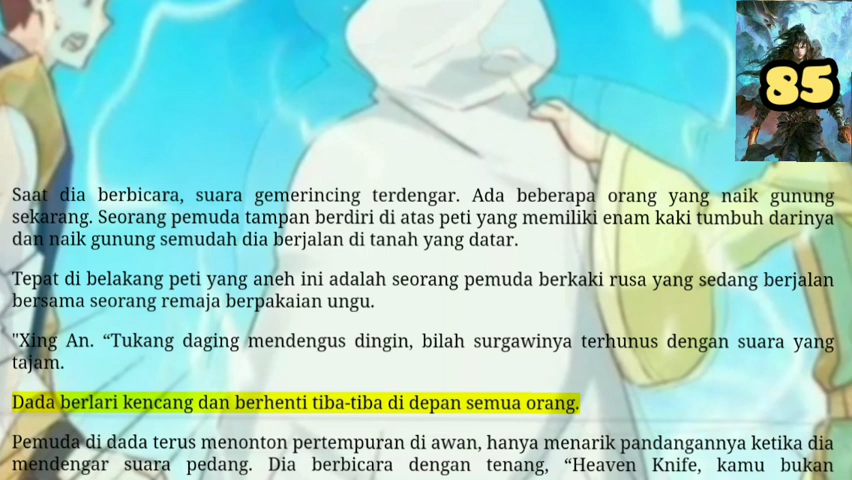 85
Saat dia berbicara, suara gemerincing terdengar. Ada beberapa orang yang naik gunung
sekarang. Seorang pemuda tampan berdiri di atas peti yang memiliki enam kaki tumbuh darinya
dan naik gunung semudah dia berjalan di tanah yang datar.
Tepat di belakang peti yang aneh ini adalah seorang pemuda berkaki rusa yang sedang berjalan
bersama seorang remaja berpakaian ungu.
"Xing An. “Tukang daging mendengus dingin, bilah surgawinya terhunus dengan suara yang
tajam.
Dada berlari kencang dan berhenti tiba-tiba di depan semua orang.
Pemuda di dada terus menonton pertempuran di awan, hanya menarik pandangannya ketika dia
mendengar suara pedang. Dia berbicara dengan tenang, “Heaven Knife, kamu bukan